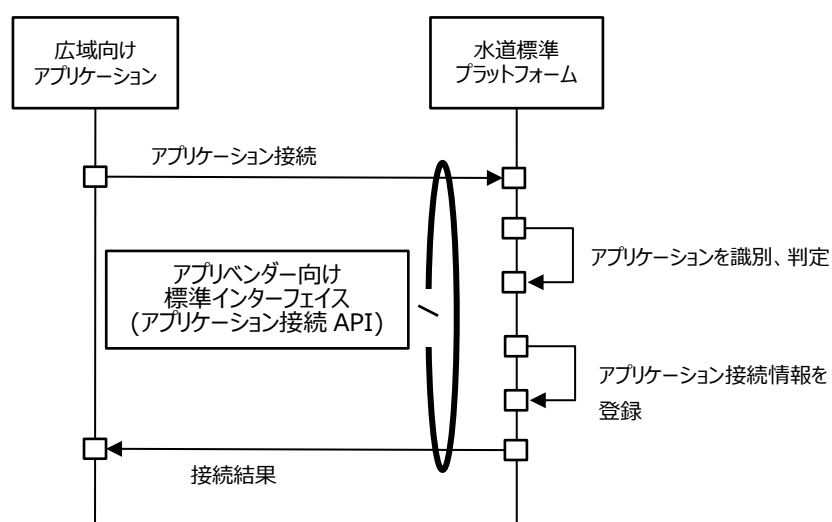 広域向け
アプリケーション
水道標準
プラットフォーム
アプリケーション接続
アプリケーションを識別、判定
アプリベンダー向け
標準インターフェイス
(アプリケーション接続 API)
アプリケーション接続情報を
登録
接続結果